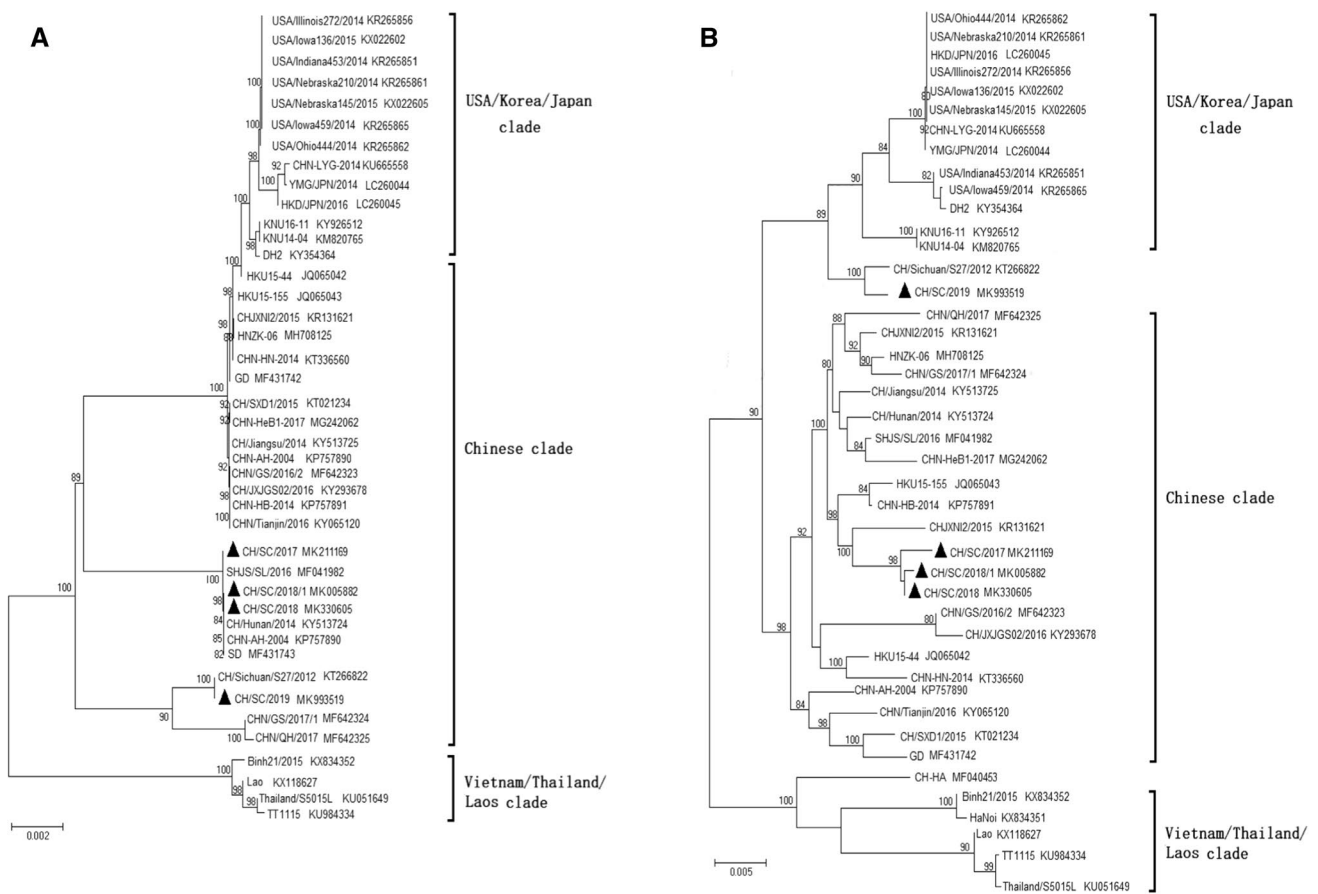 A
USA/Illinois272/2014 KR265856
USA/Iowa136/2015 KX022602
USA/Indiana453/2014 KR265851
100
USA/Nebraska210/2014 KR265861
USA/Nebraska145/2015 KX022605
100
USA/Iowa459/2014 KR265865
USA/Ohio444/2014 KR265862
98
92
CHN-LYG-2014 KU665558
100
YMG/JPN/2014 LC260044
100
HKD/JPN/2016 LC260045
KNU16-11 KY926512
KNU14-04 KM820765
98
DH2 KY354364
USA/Korea/Japan
clade
100
HKU15-44 JQ065042
98
HKU15-155 JQ065043
98
CHJXNI2/2015 KR131621
HNZK-06 MH708125
CHN-HN-2014 KT336560
GD MF431742
100
92
CH/SXD1/2015 KT021234
CHN-HeB1-2017 MG242062
CH/Jiangsu/2014 KY513725
CHN-AH-2004 KP757890
92
CHN/GS/2016/2 MF642323
CH/JXJGS02/2016 KY293678
98
CHN-HB-2014 KP757891
100
CHN/Tianjin/2016 KY065120
89
CH/SC/2017 MK211169
SHJS/SL/2016 MF041982
100
CH/SC/2018/1 MK005882
98
CH/SC/2018 MK330605
84
CH/Hunan/2014 KY513724
85
CHN-AH-2004 KP757890
82
SD MF431743
100
100
CH/Sichuan/S27/2012 KT266822
CH/SC/2019 MK993519
90
CHN/GS/2017/1 MF642324
100
CHN/QH/2017 MF642325
Chinese clade
100
Binh21/2015 KX834352
98
Lao KX118627
98
Thailand/S5015L KU051649
TT1115 KU984334
Vietnam/Thailand/
Laos clade
0.002
B
USA/Ohio444/2014 KR265862
USA/Nebraska210/2014 KR265861
HKD/JPN/2016 LC260045
USA/Illinois272/2014 KR265856
USA/Iowa136/2015 KX022602
USA/Nebraska145/2015 KX022605
100
92
CHN-LYG-2014 KU665558
YMG/JPN/2014 LC260044
84
82
USA/Indiana453/2014 KR265851
USA/Iowa459/2014 KR265865
DH2 KY354364
90
100
KNU16-11 KY926512
KNU14-04 KM820765
USA/Korea/Japan
clade
89
100
CH/Sichuan/S27/2012 KT266822
CH/SC/2019 MK993519
88
CHN/QH/2017 MF642325
CHJXNI2/2015 KR131621
92
HNZK-06 MH708125
90
CHN/GS/2017/1 MF642324
80
CH/Jiangsu/2014 KY513725
CH/Hunan/2014 KY513724
100
SHJS/SL/2016 MF041982
84
CHN-HeB1-2017 MG242062
90
HKU15-155 JQ065043
84
CHN-HB-2014 KP757891
98
CHJXNI2/2015 KR131621
100
CH/SC/2017 MK211169
98
CH/SC/2018/1 MK005882
CH/SC/2018 MK330605
92
CHN/GS/2016/2 MF642323
80
CH/JXJGS02/2016 KY293678
98
HKU15-44 JQ065042
100
CHN-HN-2014 KT336560
CHN-AH-2004 KP757890
84
CHN/Tianjin/2016 KY065120
98
CH/SXD1/2015 KT021234
100
GD MF431742
Chinese clade
CH-HA MF040453
100
Binh21/2015 KX834352
100
HaNoi KX834351
Lao KX118627
90
TT1115 KU984334
99
Thailand/S5015L KU051649
Vietnam/Thailand/
Laos clade
0.005